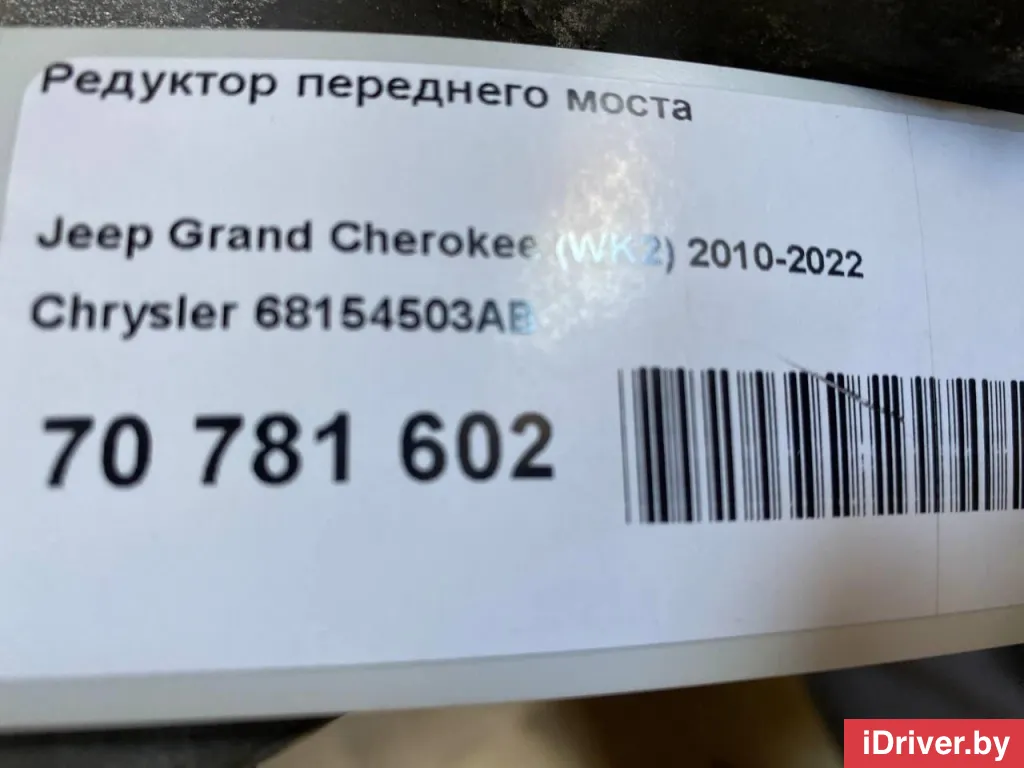 Редуктор переднего моста
Jeep Grand Cherokee (WK2) 2010-2022
Chrysler 68154503AB
70 781 602
iDriver.by